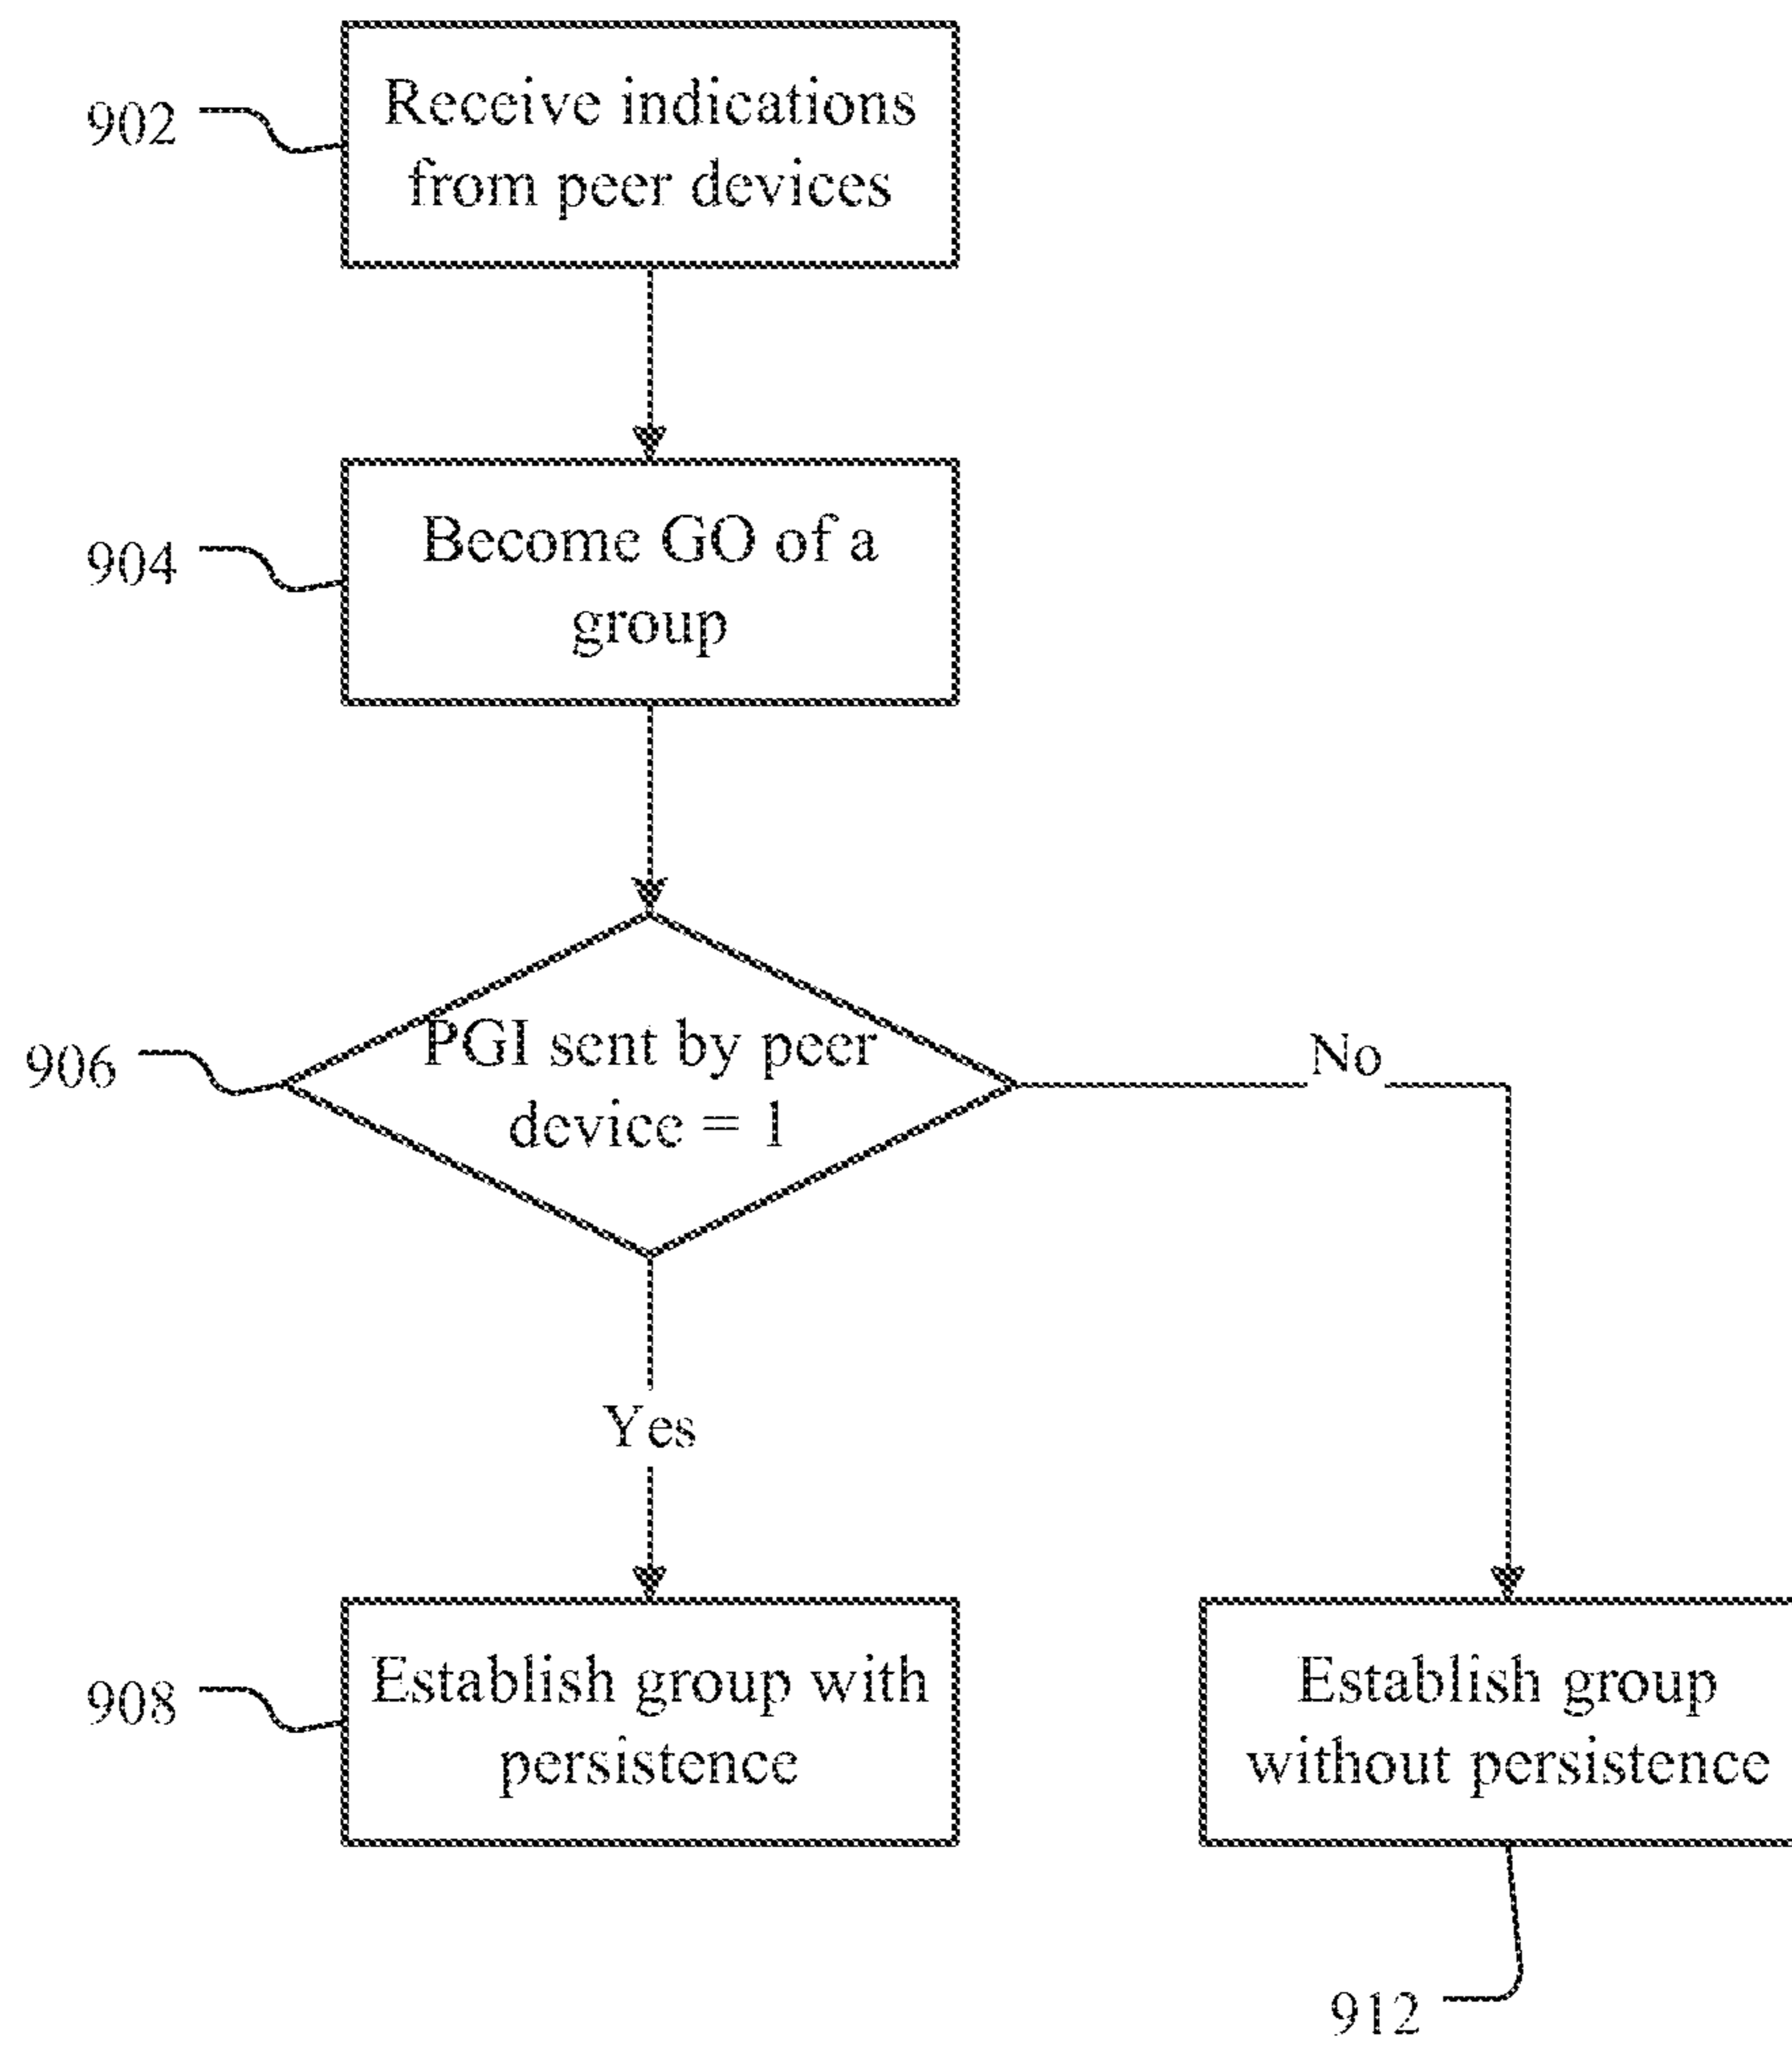 902
Receive indications
from peer devices
904
Become GO of a
group
906
PGI sent by peer
device = 1
No
Yes
908
Establish group with
persistence
Establish group
without persistence
912